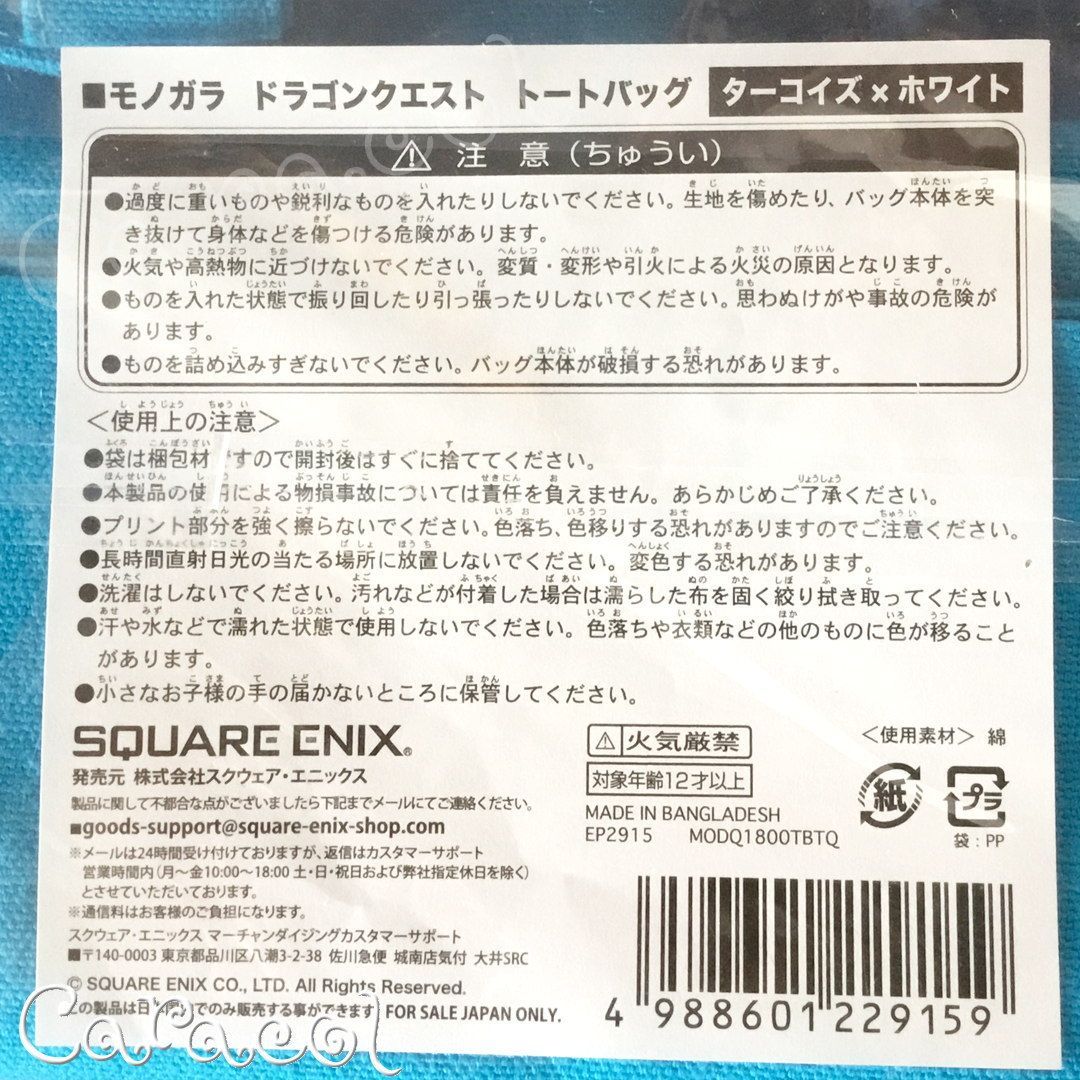 ■モノガラ ドラゴンクエスト トートバッグ ターコイズ×ホワイト
⚠ 注 意（ちゅうい）
●過度に重いものや鋭利なものを入れたりしないでください。生地を傷めたり、バッグ本体を突
き抜けて身体などを傷つける危険があります。
●火気や高熱物に近づけないでください。変質・変形や引火による火災の原因となります。
●ものを入れた状態で振り回したり引っ張ったりしないでください。思わぬけがや事故の危険が
あります。
●ものを詰め込みすぎないでください。バッグ本体が破損する恐れがあります。
＜使用上の注意＞
●袋は梱包材ですので開封後はすぐに捨ててください。
●本製品の使用による物損事故については責任を負えません。あらかじめご了承ください。
●プリント部分を強く擦らないでください。色落ち、色移りする恐れがありますのでご注意ください。
●長時間直射日光の当たる場所に放置しないでください。変色する恐れがあります。
●洗濯はしないでください。汚れなどが付着した場合は濡らした布を固く絞り拭き取ってください。
●汗や水などで濡れた状態で使用しないでください。色落ちや衣類などの他のものに色が移ること
があります。
●小さなお子様の手の届かないところに保管してください。
SQUARE ENIX®
発売元 株式会社スクウェア・エニックス
製品に関して不都合な点がございましたら下記までメールにてご連絡ください。
■goods-support@square-enix-shop.com
※メールは24時間受け付けておりますが、返信はカスタマーサポート
営業時間内（月〜金10:00〜18:00 土・日・祝日および弊社指定休日を除く）
とさせていただいております。
※通信料はお客様のご負担になります。
スクウェア・エニックス マーチャンダイジングカスタマーサポート
■〒140-0003 東京都品川区八潮3-2-38 佐川急便 城南店気付 大井SRC
© SQUARE ENIX CO., LTD. All Rights Reserved.
この製品は日本国内でのみ販売する事ができます FOR SALE JAPAN ONLY.
⚠火気厳禁
対象年齢12才以上
MADE IN BANGLADESH
EP2915 MODQ1800TBTQ
＜使用素材＞ 綿
紙
プラ
袋：PP
4 988601 229159
Caracol